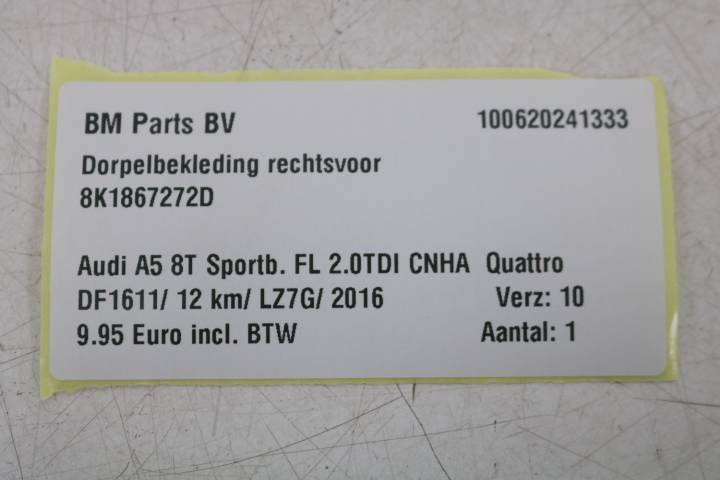 BM Parts BV 100620241333
Dorpelbekleding rechtsvoor
8K1867272D
Audi A5 8T Sportb. FL 2.0TDI CNHA Quattro
DF1611/ 12 km/ LZ7G/ 2016 Verz: 10
9.95 Euro incl. BTW Aantal: 1